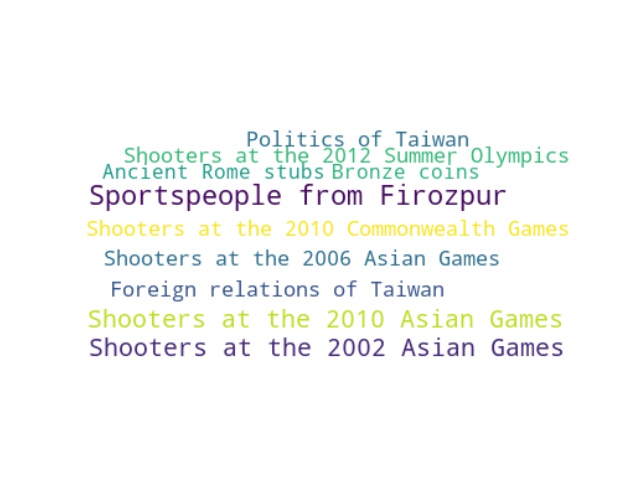 Politics of Taiwan
Shooters at the 2012 Summer Olympics
Ancient Rome stubs Bronze coins
Sportspeople from Firozpur
Shooters at the 2010 Commonwealth Games
Shooters at the 2006 Asian Games
Foreign relations of Taiwan
Shooters at the 2010 Asian Games
Shooters at the 2002 Asian Games